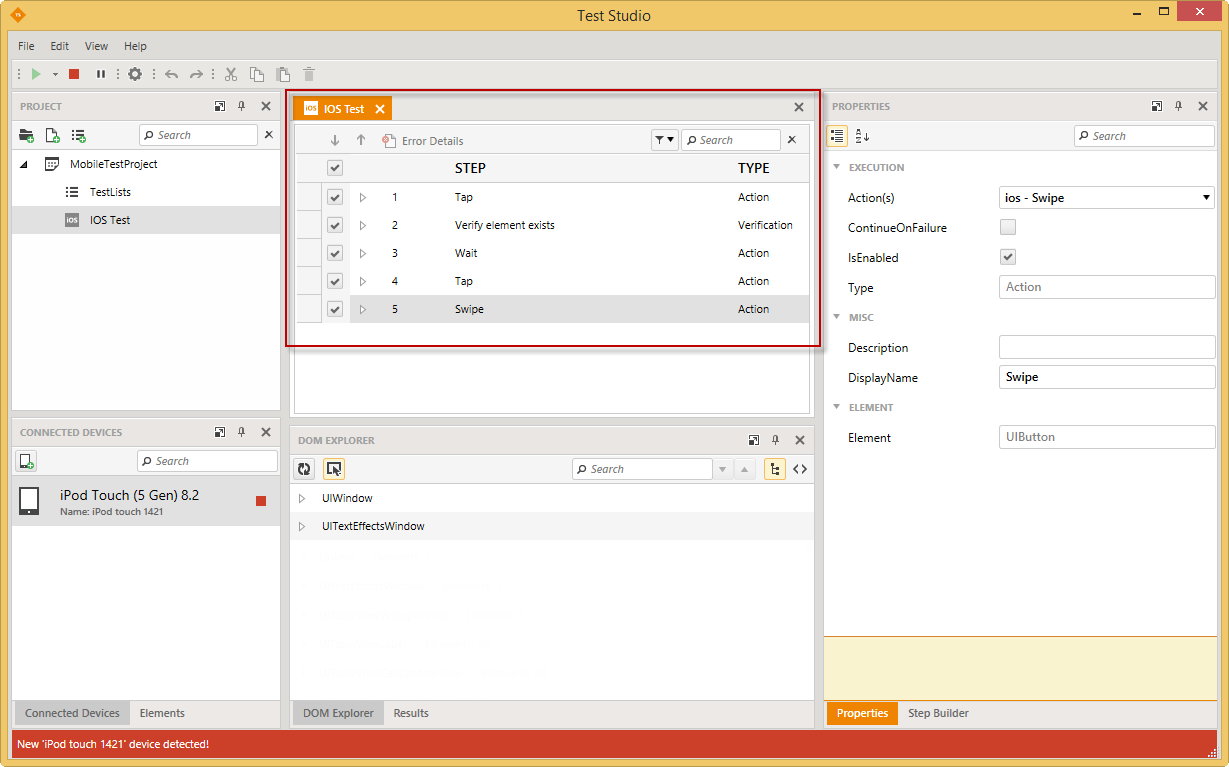 TS
Test Studio
File Edit View Help
PROJECT
Search
MobileTestProject
TestLists
iOS IOS Test
iOS IOS Test
Error Details
Search
STEP TYPE
1 Tap Action
2 Verify element exists Verification
3 Wait Action
4 Tap Action
5 Swipe Action
CONNECTED DEVICES
Search
iPod Touch (5 Gen) 8.2
Name: iPod touch 1421
Connected Devices Elements
DOM EXPLORER
Search
UIWindow
UITextEffectsWindow
DOM Explorer Results
PROPERTIES
Search
EXECUTION
Action(s) ios - Swipe
ContinueOnFailure
IsEnabled
Type Action
MISC
Description
DisplayName Swipe
ELEMENT
Element UIButton
Properties Step Builder
New 'iPod touch 1421' device detected!